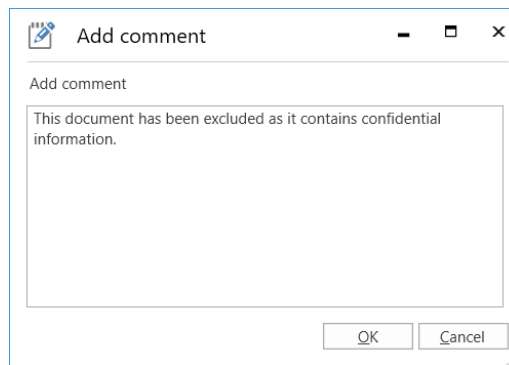 Add comment
Add comment
This document has been excluded as it contains confidential
information.
OK
Cancel